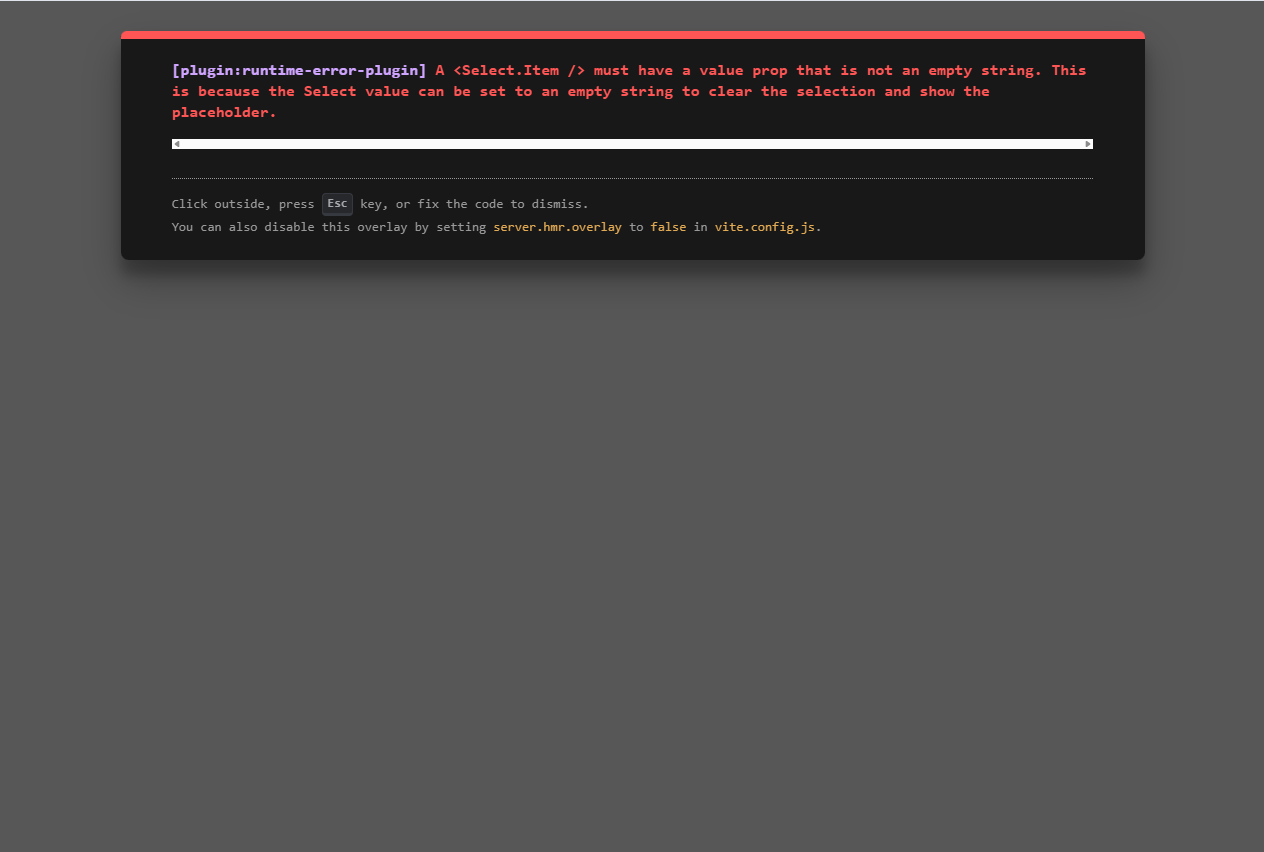 [plugin:runtime-error-plugin] A <Select.Item /> must have a value prop that is not an empty string. This
is because the Select value can be set to an empty string to clear the selection and show the
placeholder.
Click outside, press Esc key, or fix the code to dismiss.
You can also disable this overlay by setting server.hmr.overlay to false in vite.config.js.